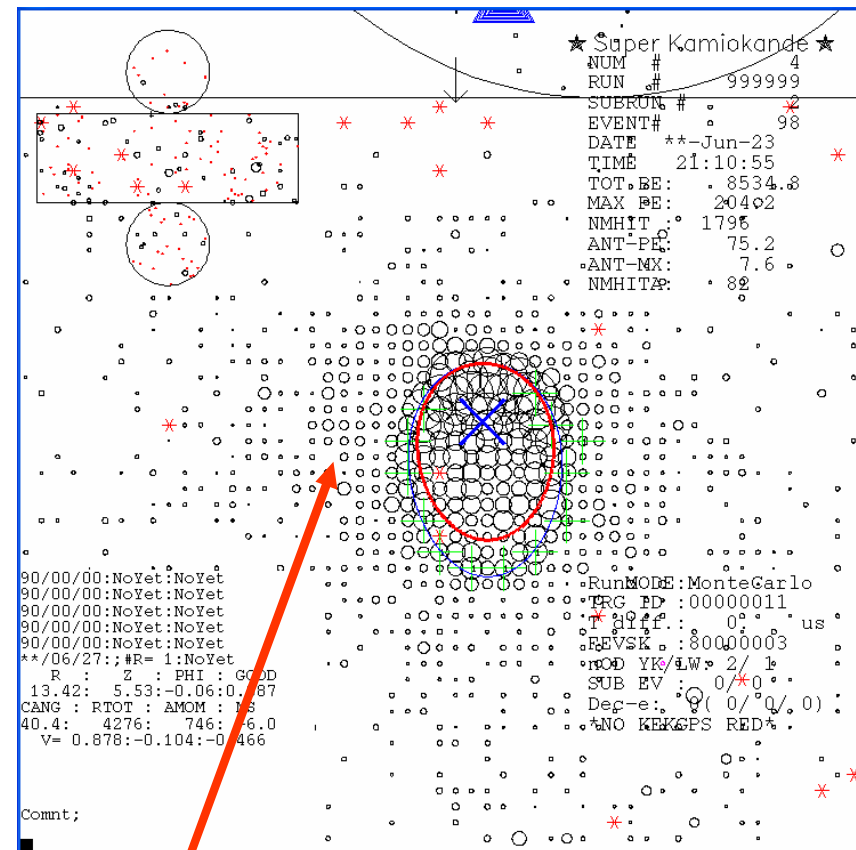 ★ Super Kamiokande ★
NUM # 4
RUN # 999999
SUBRUN # 2
EVENT# 98
DATE **-Jun-23
TIME 21:10:55
TOT BE: 8534.8
MAX PE: 204.2
NMHIT : 1796
ANT-PE: 75.2
ANT-MX: 7.6
NMHITA: 82
90/00/00:NoYet:NoYet
90/00/00:NoYet:NoYet
90/00/00:NoYet:NoYet
90/00/00:NoYet:NoYet
90/00/00:NoYet:NoYet
**/06/27:;#R= 1:NoYet
R : Z : PHI : GOOD
13.42: 5.53:-0.06:0. 87
CANG : RTOT : AMOM : MS
40.4: 4276: 746: -6.0
V= 0.878:-0.104:-0.466
RunMODE:MonteCarlo
TRG ID :00000011
T diff.: 0. us
FEVSK :80000003
nOD YK/LW: 2/ 1
SUB EV : 0/ 0
Dec-e: 0( 0/ 0/ 0)
*NO KEKGPS RED*
Comnt;